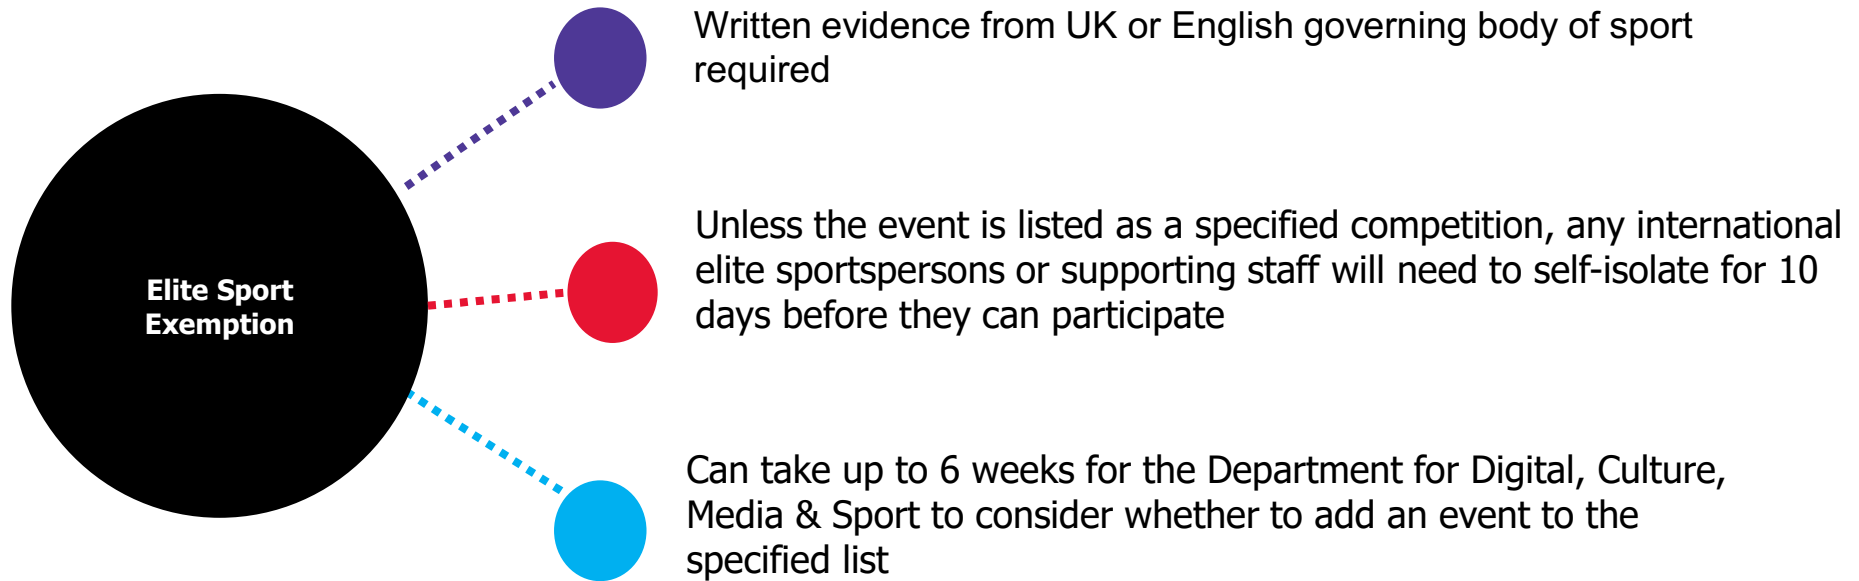 Written evidence from UK or English governing body of sport
required
Elite Sport
Exemption
Unless the event is listed as a specified competition, any international
elite sportspersons or supporting staff will need to self-isolate for 10
days before they can participate
Can take up to 6 weeks for the Department for Digital, Culture,
Media & Sport to consider whether to add an event to the
specified list